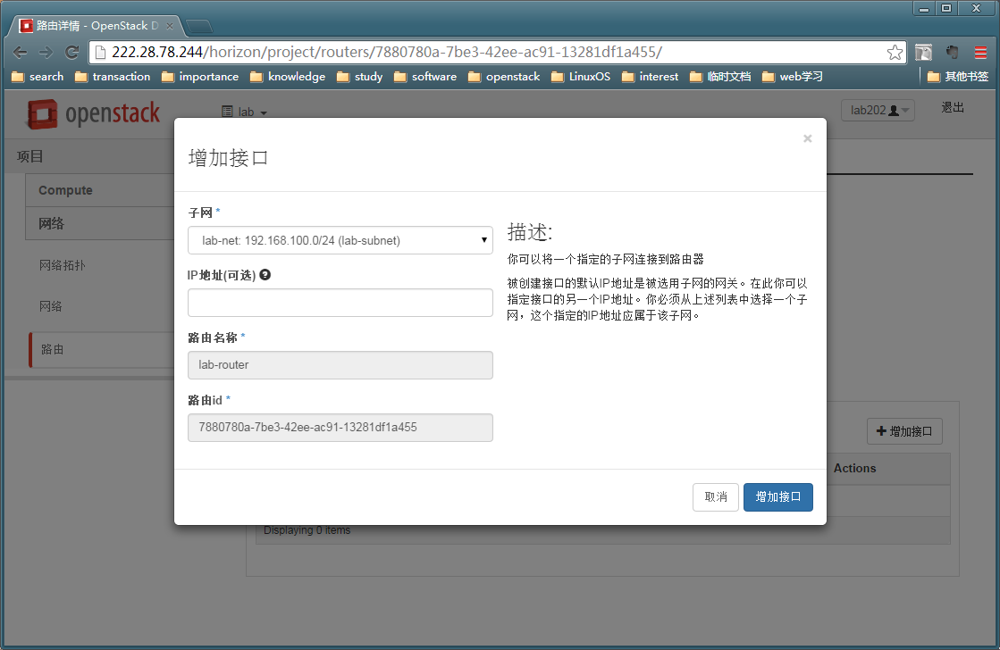 路由详情 - OpenStack D
222.28.78.244/horizon/project/routers/7880780a-7be3-42ee-ac91-13281df1a455/
search transaction importance knowledge study software openstack LinuxOS interest 临时文档 web学习 其他书签
openstack lab lab202 退出
项目
Compute
网络
网络拓扑
网络
路由
增加接口
×
子网 *
lab-net: 192.168.100.0/24 (lab-subnet)
IP地址(可选)
路由名称 *
lab-router
路由id *
7880780a-7be3-42ee-ac91-13281df1a455
描述:
你可以将一个指定的子网连接到路由器
被创建接口的默认IP地址是被选用子网的网关。在此你可以
指定接口的另一个IP地址。你必须从上述列表中选择一个子
网，这个指定的IP地址应属于该子网。
取消 增加接口
+ 增加接口
Actions
Displaying 0 items